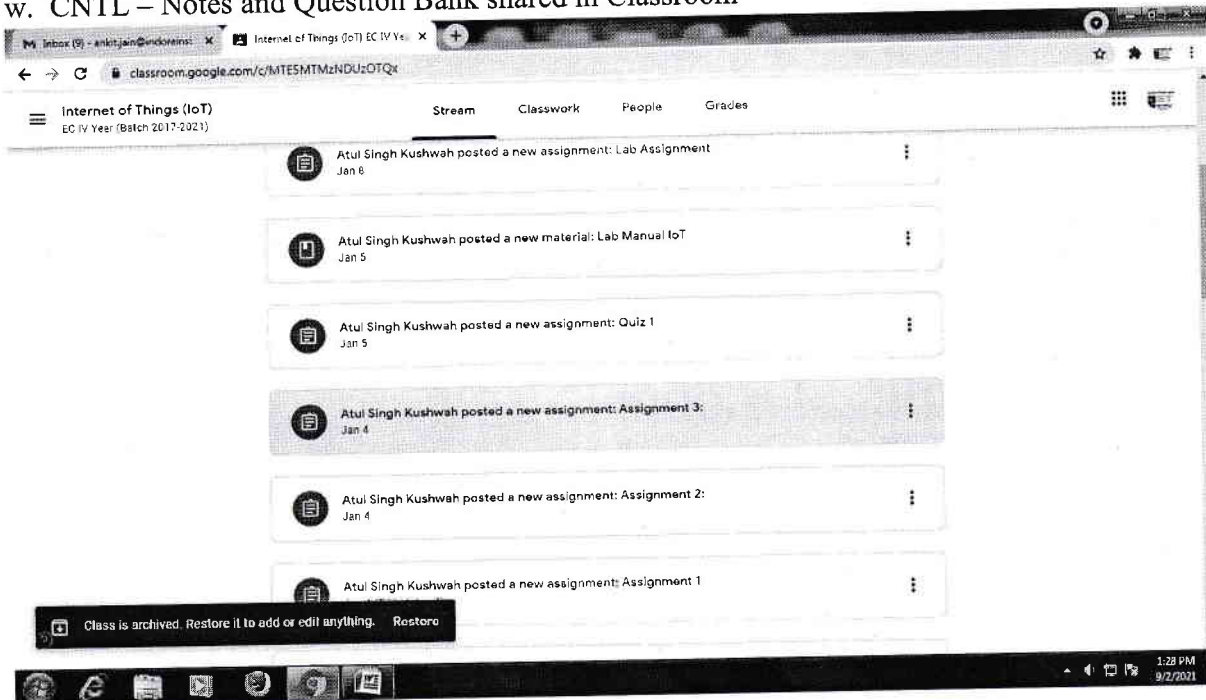 w. CNTL – Notes and Question Bank shared in Classroom
Inbox (9) - ankit.jain@indoreinst
Internet of Things (IoT) EC IV Ye
classroom.google.com/c/MTE5MTMzNDUzOTQx
Internet of Things (IoT)
EC IV Year (Batch 2017-2021)
Stream Classwork People Grades
Atul Singh Kushwah posted a new assignment: Lab Assignment
Jan 6
Atul Singh Kushwah posted a new material: Lab Manual IoT
Jan 5
Atul Singh Kushwah posted a new assignment: Quiz 1
Jan 5
Atul Singh Kushwah posted a new assignment: Assignment 3:
Jan 4
Atul Singh Kushwah posted a new assignment: Assignment 2:
Jan 4
Atul Singh Kushwah posted a new assignment: Assignment 1
Class is archived. Restore it to add or edit anything. Restore
1:28 PM
9/2/2021